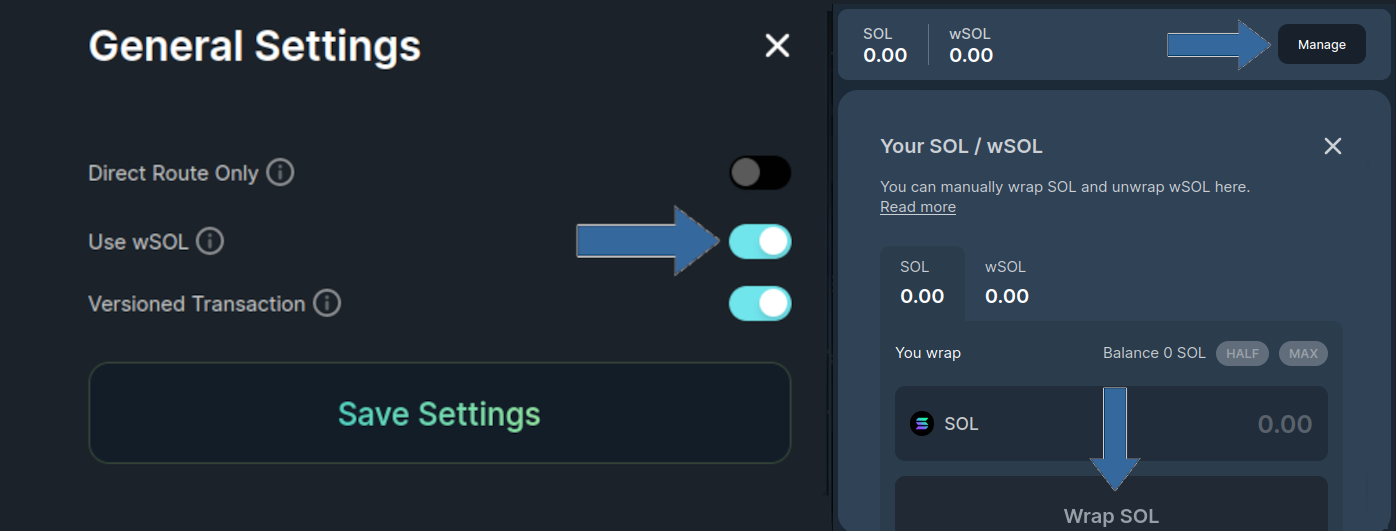 General Settings
Direct Route Only
Use wSOL
Versioned Transaction
Save Settings
SOL wSOL
0.00 0.00
Manage
Your SOL / wSOL
You can manually wrap SOL and unwrap wSOL here.
Read more
SOL wSOL
0.00 0.00
You wrap Balance 0 SOL HALF MAX
SOL 0.00
Wrap SOL